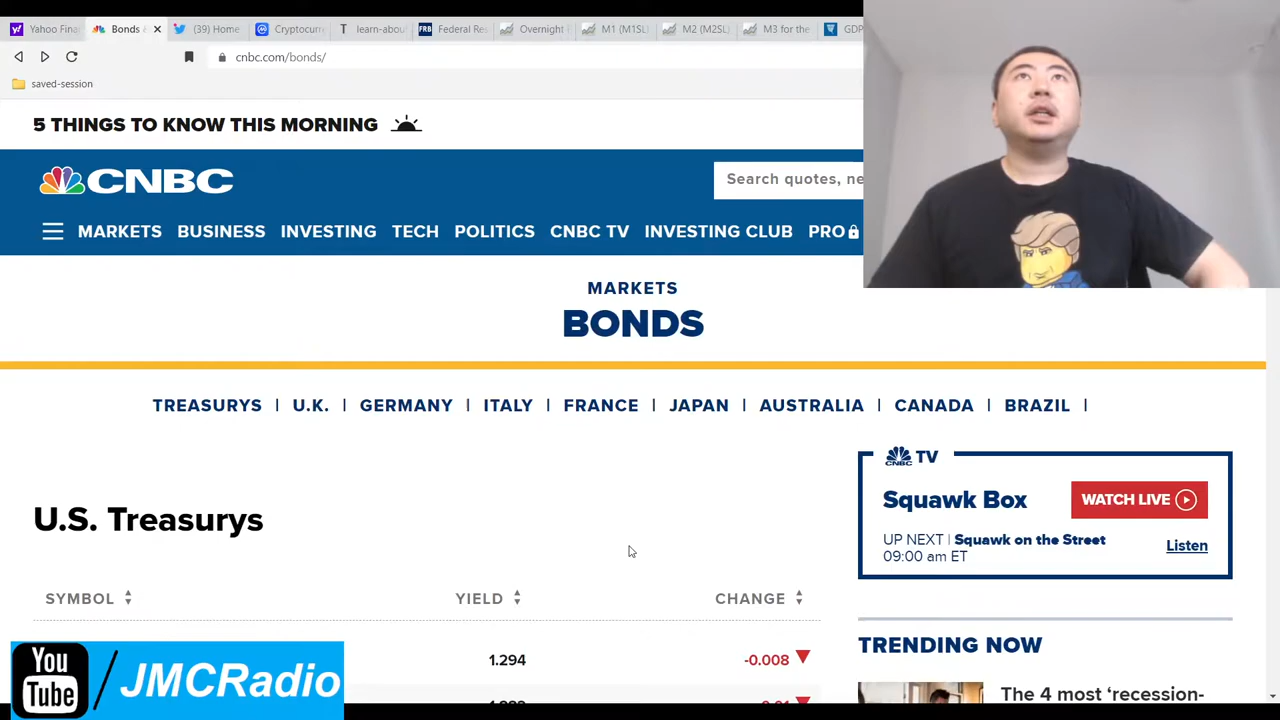 Yahoo Fina
Bonds &
(39) Home
Cryptocurr
learn-abou
Federal Res
Overnight
M1 (M1SL)
M2 (M2SL)
M3 for the
GDP
cnbc.com/bonds/
saved-session
5 THINGS TO KNOW THIS MORNING
CNBC
Search quotes, ne
MARKETS BUSINESS INVESTING TECH POLITICS CNBC TV INVESTING CLUB PRO
MARKETS
BONDS
TREASURYS | U.K. | GERMANY | ITALY | FRANCE | JAPAN | AUSTRALIA | CANADA | BRAZIL |
CNBC TV
Squawk Box
WATCH LIVE
UP NEXT | Squawk on the Street
09:00 am ET
Listen
U.S. Treasurys
SYMBOL YIELD CHANGE
1.294 -0.008
TRENDING NOW
The 4 most ‘recession-
You Tube /JMCRadio